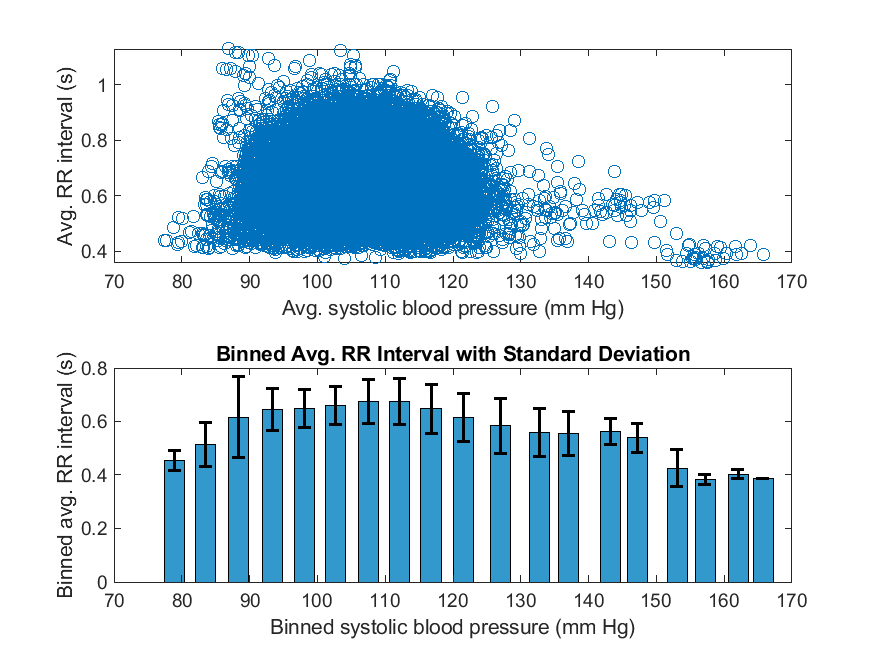 Avg. RR interval (s)
1
0.8
0.6
0.4
70 80 90 100 110 120 130 140 150 160 170
Avg. systolic blood pressure (mm Hg)
Binned Avg. RR Interval with Standard Deviation
Binned avg. RR interval (s)
0.8
0.6
0.4
0.2
0
70 80 90 100 110 120 130 140 150 160 170
Binned systolic blood pressure (mm Hg)